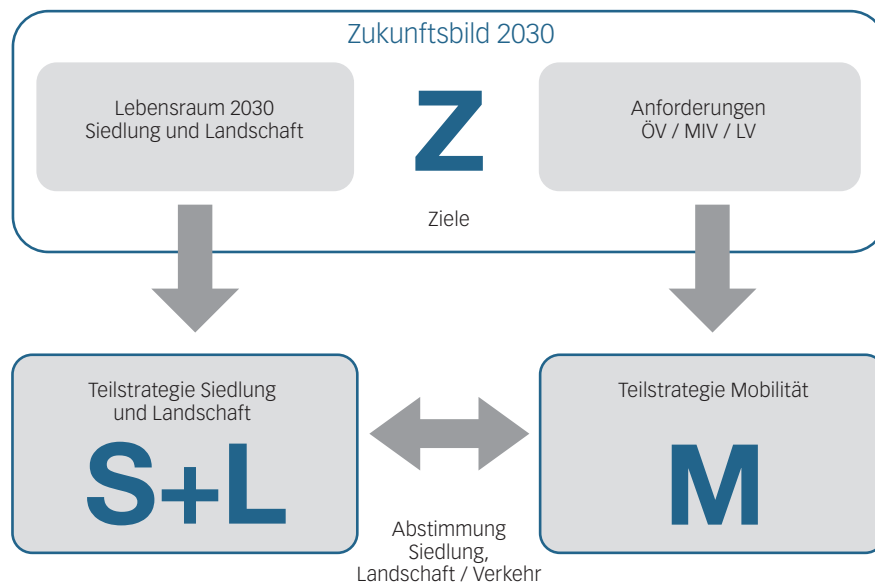 Zukunftsbild 2030
Lebensraum 2030
Siedlung und Landschaft
Z
Ziele
Anforderungen
ÖV / MIV / LV
Teilstrategie Siedlung
und Landschaft
S+L
Abstimmung
Siedlung,
Landschaft / Verkehr
Teilstrategie Mobilität
M